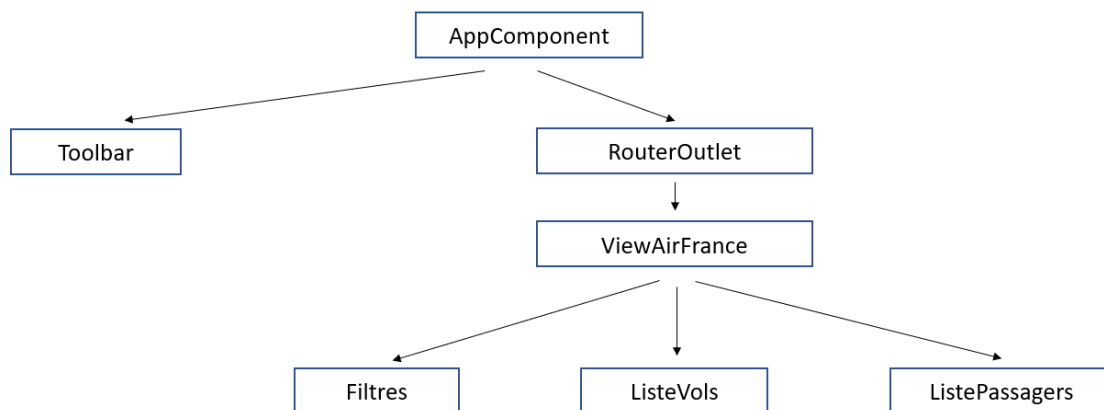 AppComponent
Toolbar
RouterOutlet
ViewAirFrance
Filtres
ListeVols
ListePassagers